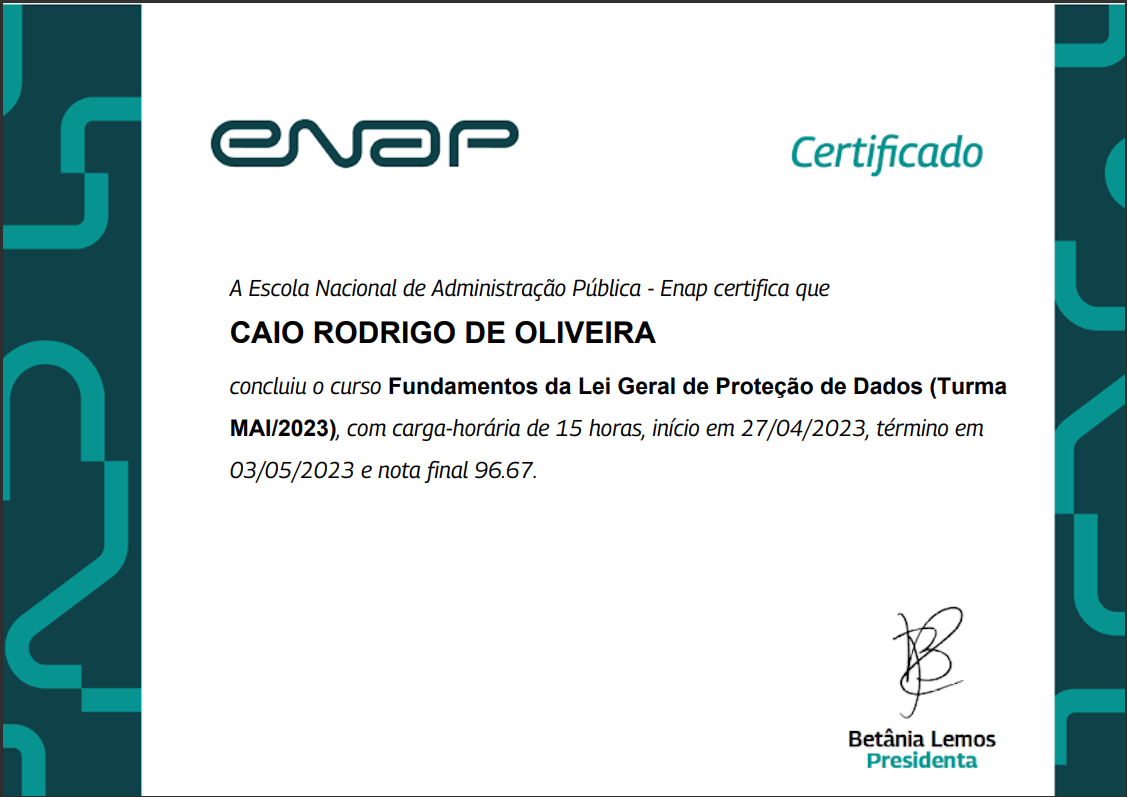 enap
Certificado
A Escola Nacional de Administração Pública - Enap certifica que
CAIO RODRIGO DE OLIVEIRA
concluiu o curso Fundamentos da Lei Geral de Proteção de Dados (Turma
MAI/2023), com carga-horária de 15 horas, início em 27/04/2023, término em
03/05/2023 e nota final 96.67.
Betânia Lemos
Presidenta